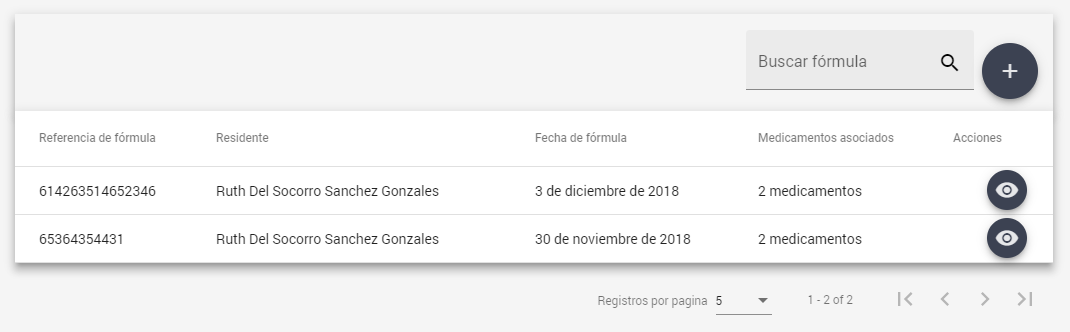 Buscar fórmula
Referencia de fórmula Residente Fecha de fórmula Medicamentos asociados Acciones
614263514652346 Ruth Del Socorro Sanchez Gonzales 3 de diciembre de 2018 2 medicamentos
65364354431 Ruth Del Socorro Sanchez Gonzales 30 de noviembre de 2018 2 medicamentos
Registros por pagina 5 1 - 2 of 2